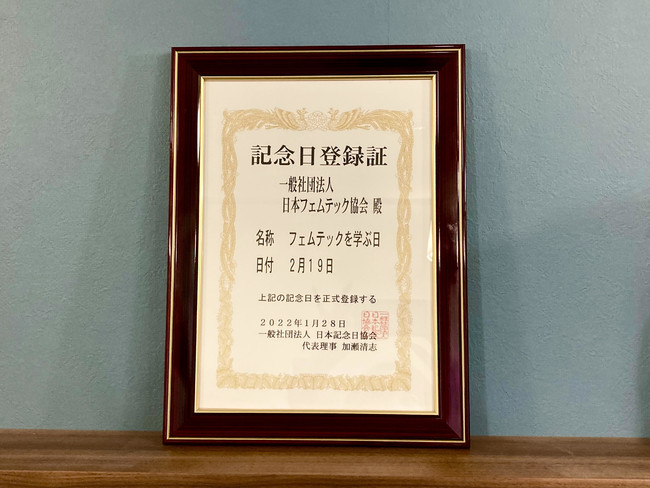 記念日登録証
一般社団法人
日本フェムテック協会 殿
名称 フェムテックを学ぶ日
日付 2月19日
上記の記念日を正式登録する
2022年1月28日
一般社団法人 日本記念日協会
代表理事 加瀬清志